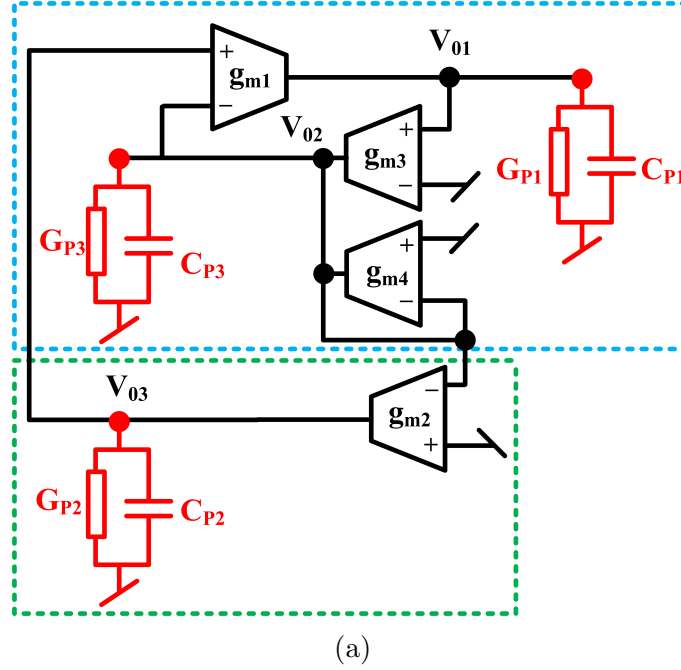 +
g_m1
−
V_01
V_02
+
g_m3
−
G_P1
C_P1
G_P3
C_P3
+
g_m4
−
V_03
−
g_m2
+
G_P2
C_P2
(a)